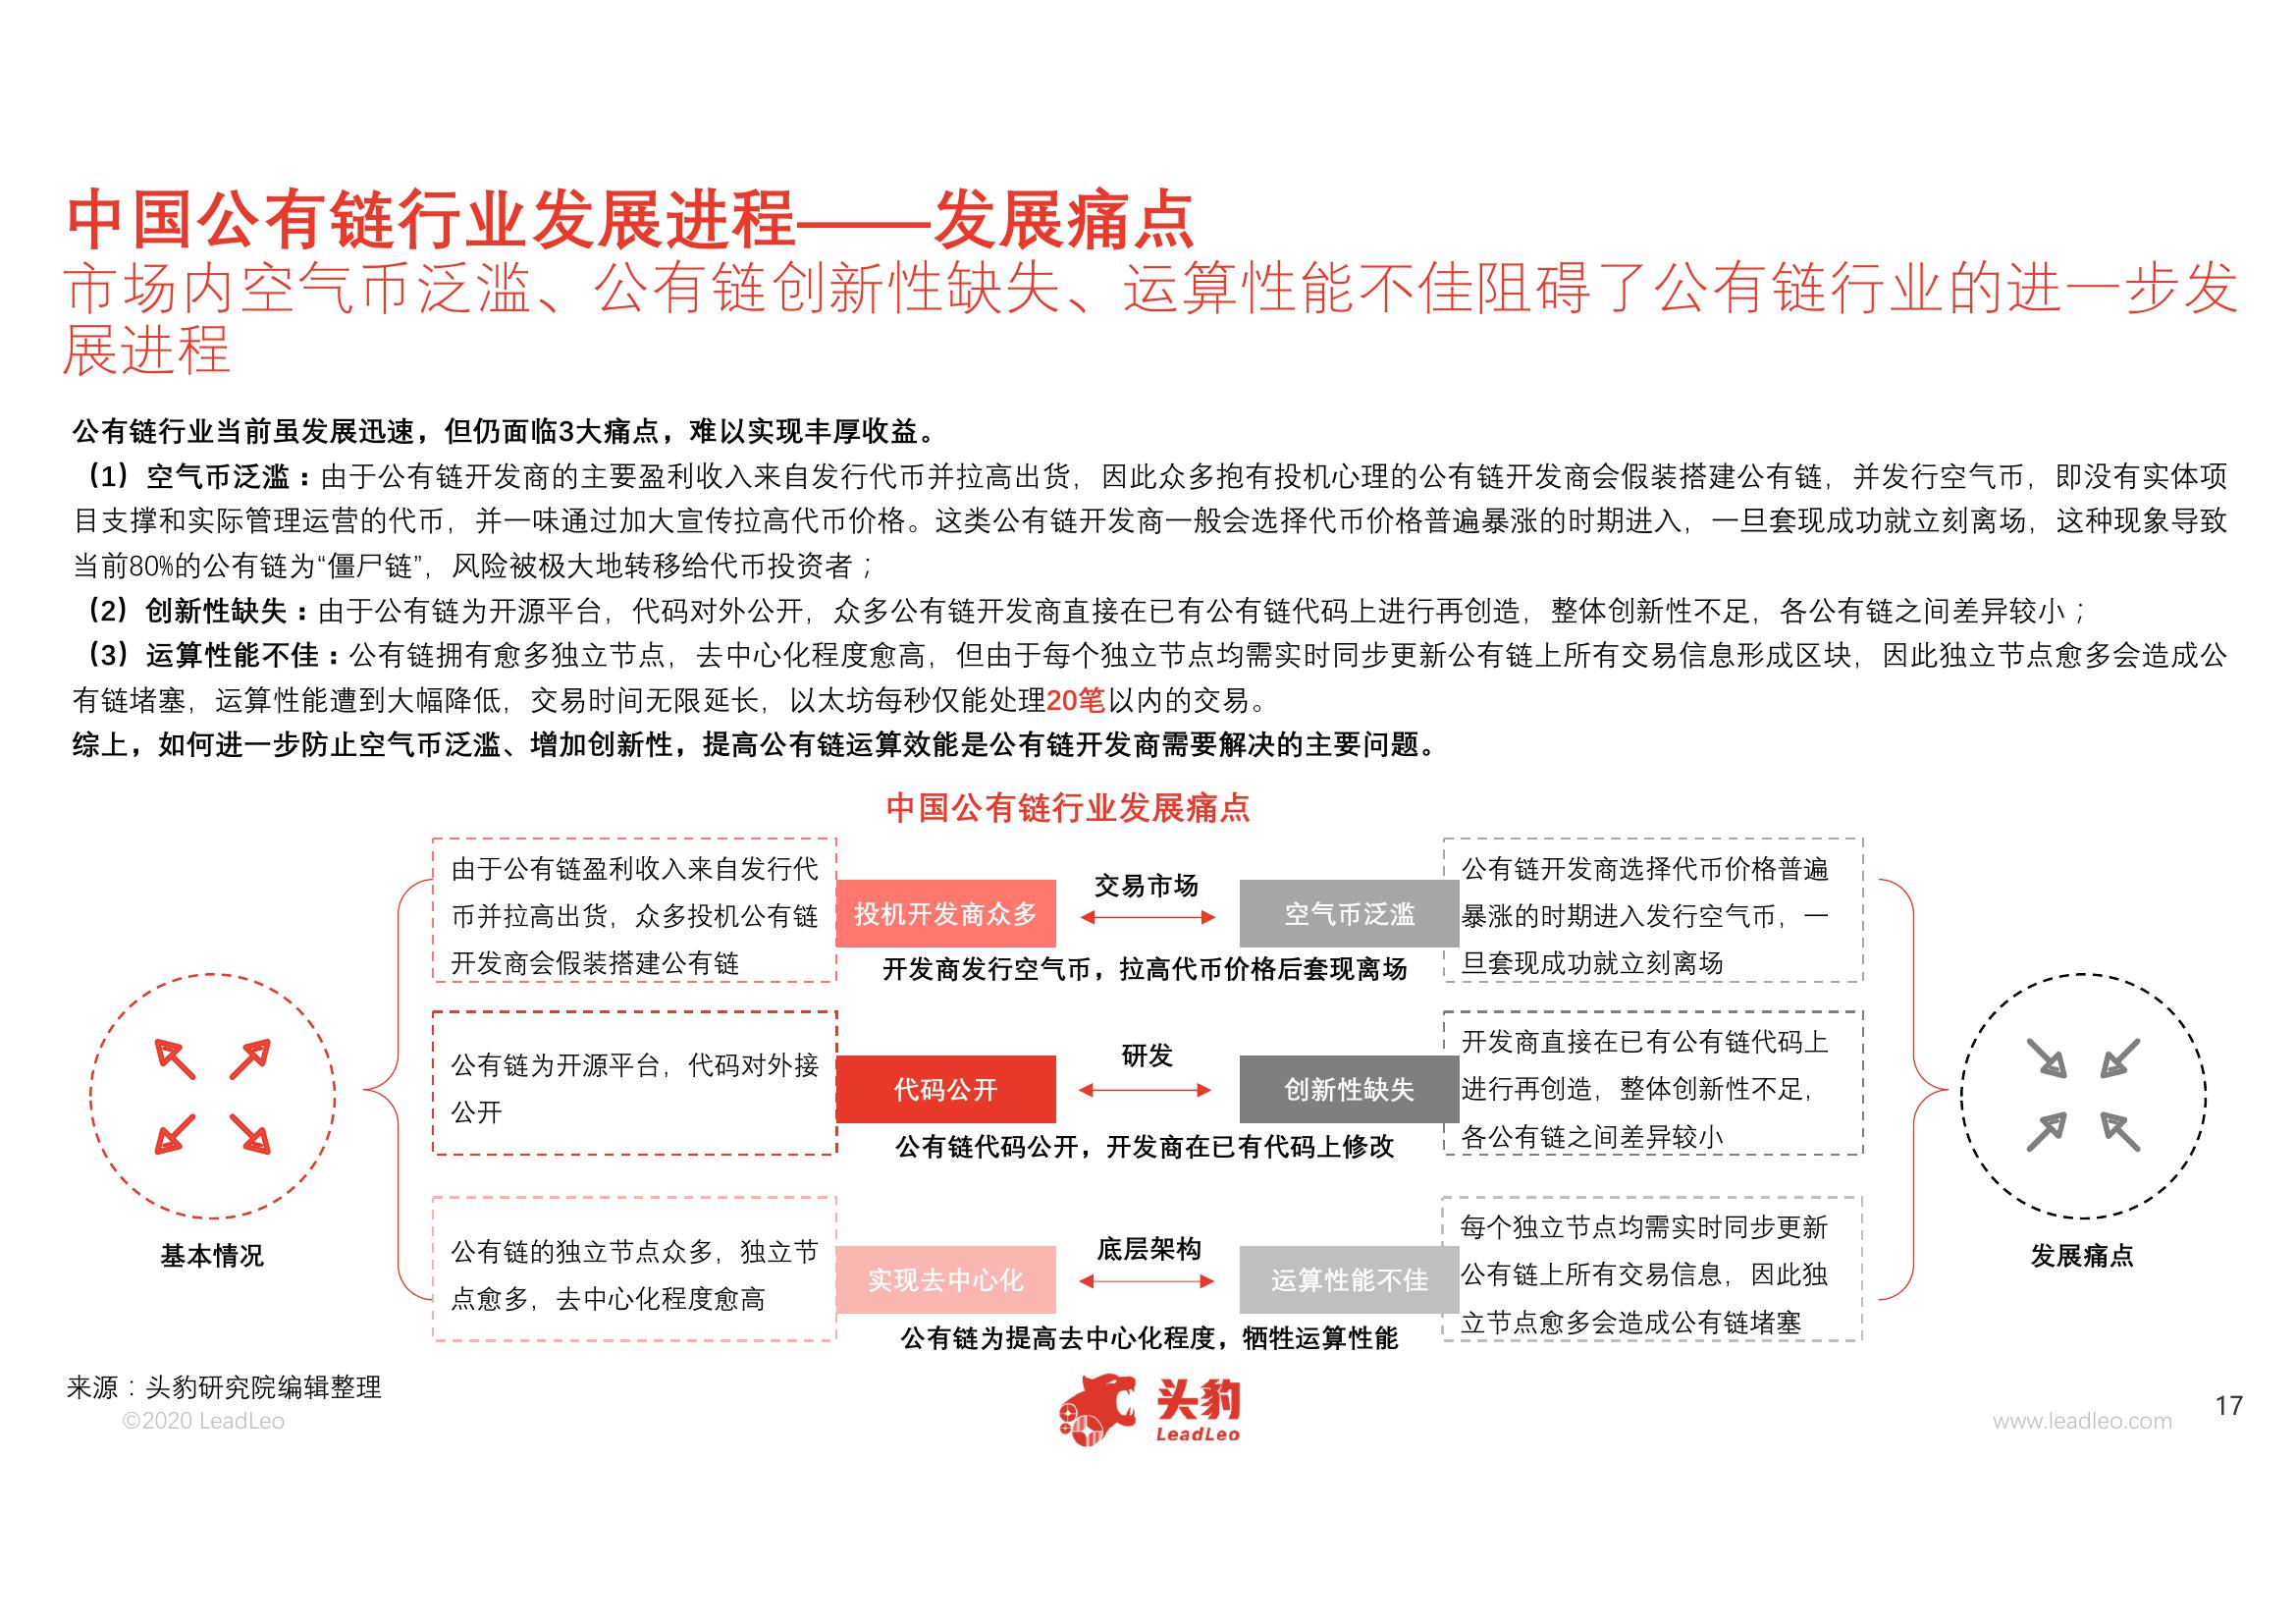 中国公有链行业发展进程——发展痛点
市场内空气币泛滥、公有链创新性缺失、运算性能不佳阻碍了公有链行业的进一步发
展进程
公有链行业当前虽发展迅速，但仍面临3大痛点，难以实现丰厚收益。
（1）空气币泛滥：由于公有链开发商的主要盈利收入来自发行代币并拉高出货，因此众多抱有投机心理的公有链开发商会假装搭建公有链，并发行空气币，即没有实体项
目支撑和实际管理运营的代币，并一味通过加大宣传拉高代币价格。这类公有链开发商一般会选择代币价格普遍暴涨的时期进入，一旦套现成功就立刻离场，这种现象导致
当前80%的公有链为“僵尸链”，风险被极大地转移给代币投资者；
（2）创新性缺失：由于公有链为开源平台，代码对外公开，众多公有链开发商直接在已有公有链代码上进行再创造，整体创新性不足，各公有链之间差异较小；
（3）运算性能不佳：公有链拥有愈多独立节点，去中心化程度愈高，但由于每个独立节点均需实时同步更新公有链上所有交易信息形成区块，因此独立节点愈多会造成公
有链堵塞，运算性能遭到大幅降低，交易时间无限延长，以太坊每秒仅能处理20笔以内的交易。
综上，如何进一步防止空气币泛滥、增加创新性，提高公有链运算效能是公有链开发商需要解决的主要问题。
中国公有链行业发展痛点
基本情况
由于公有链盈利收入来自发行代
币并拉高出货，众多投机公有链
开发商会假装搭建公有链
投机开发商众多
交易市场
空气币泛滥
开发商发行空气币，拉高代币价格后套现离场
公有链开发商选择代币价格普遍
暴涨的时期进入发行空气币，一
旦套现成功就立刻离场
公有链为开源平台，代码对外接
公开
代码公开
研发
创新性缺失
公有链代码公开，开发商在已有代码上修改
开发商直接在已有公有链代码上
进行再创造，整体创新性不足，
各公有链之间差异较小
公有链的独立节点众多，独立节
点愈多，去中心化程度愈高
实现去中心化
底层架构
运算性能不佳
公有链为提高去中心化程度，牺牲运算性能
每个独立节点均需实时同步更新
公有链上所有交易信息，因此独
立节点愈多会造成公有链堵塞
发展痛点
来源：头豹研究院编辑整理
©2020 LeadLeo
头豹
LeadLeo
www.leadleo.com
17